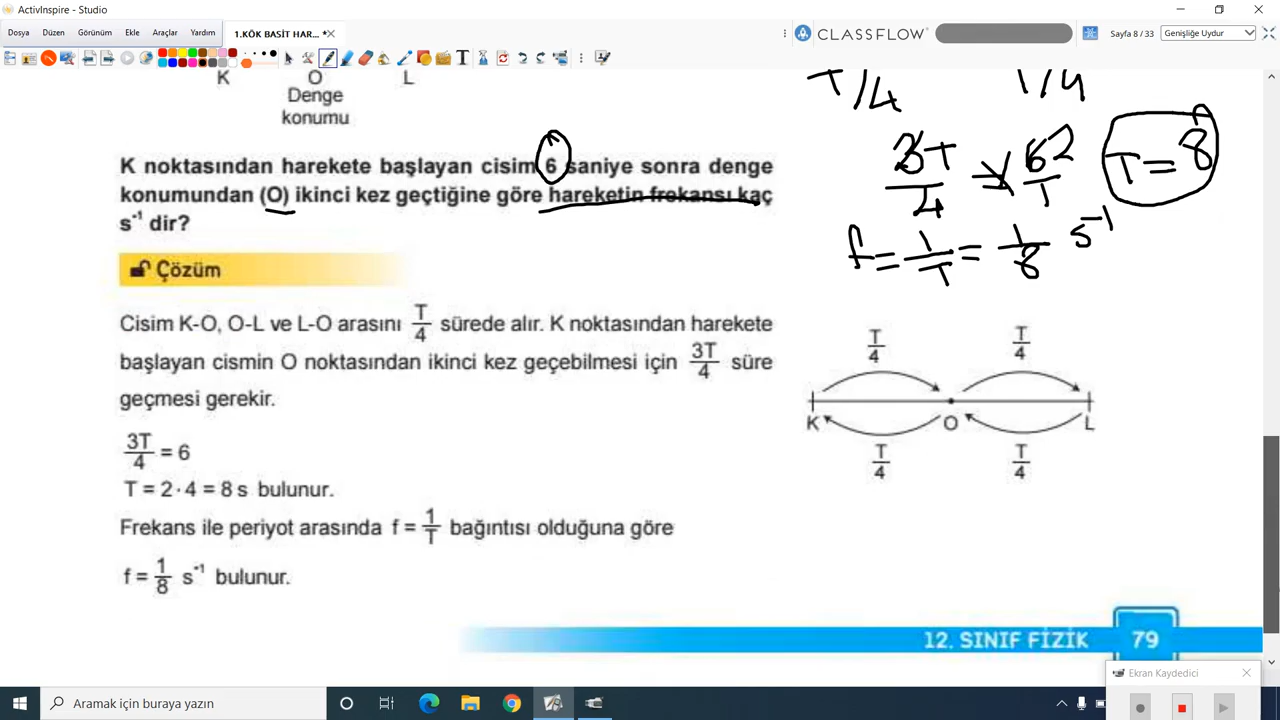 ActivInspire - Studio
Dosya Düzen Görünüm Ekle Araçlar Yardım 1.KÖK BASİT HAR... *
CLASSFLOW
Sayfa 8 / 33 Genişliğe Uydur
K O L
Denge
konumu
K noktasından harekete başlayan cisim 6 saniye sonra denge
konumundan (O) ikinci kez geçtiğine göre hareketin frekansı kaç
s⁻¹ dir?
T/4 T/4
3T/4 = 6/1 2
T = 8
f = 1/T = 1/8 s⁻¹
Çözüm
Cisim K-O, O-L ve L-O arasını T/4 sürede alır. K noktasından harekete
başlayan cismin O noktasından ikinci kez geçebilmesi için 3T/4 süre
geçmesi gerekir.
3T/4 = 6
T = 2·4 = 8 s bulunur.
Frekans ile periyot arasında f = 1/T bağıntısı olduğuna göre
f = 1/8 s⁻¹ bulunur.
T/4 T/4
K O L
T/4 T/4
12. SINIF FİZİK 79
Ekran Kaydedici
Aramak için buraya yazın